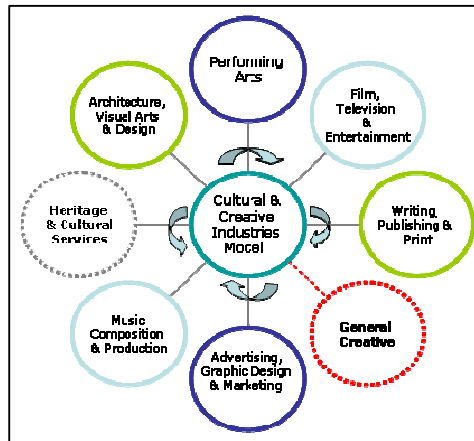 Performing
Arts
Architecture,
Visual Arts
& Design
Film,
Television
&
Entertainment
Heritage
& Cultural
Services
Cultural &
Creative
Industries
Model
Writing
Publishing &
Print
Music
Composition
& Production
General
Creative
Advertising,
Graphic Design
& Marketing